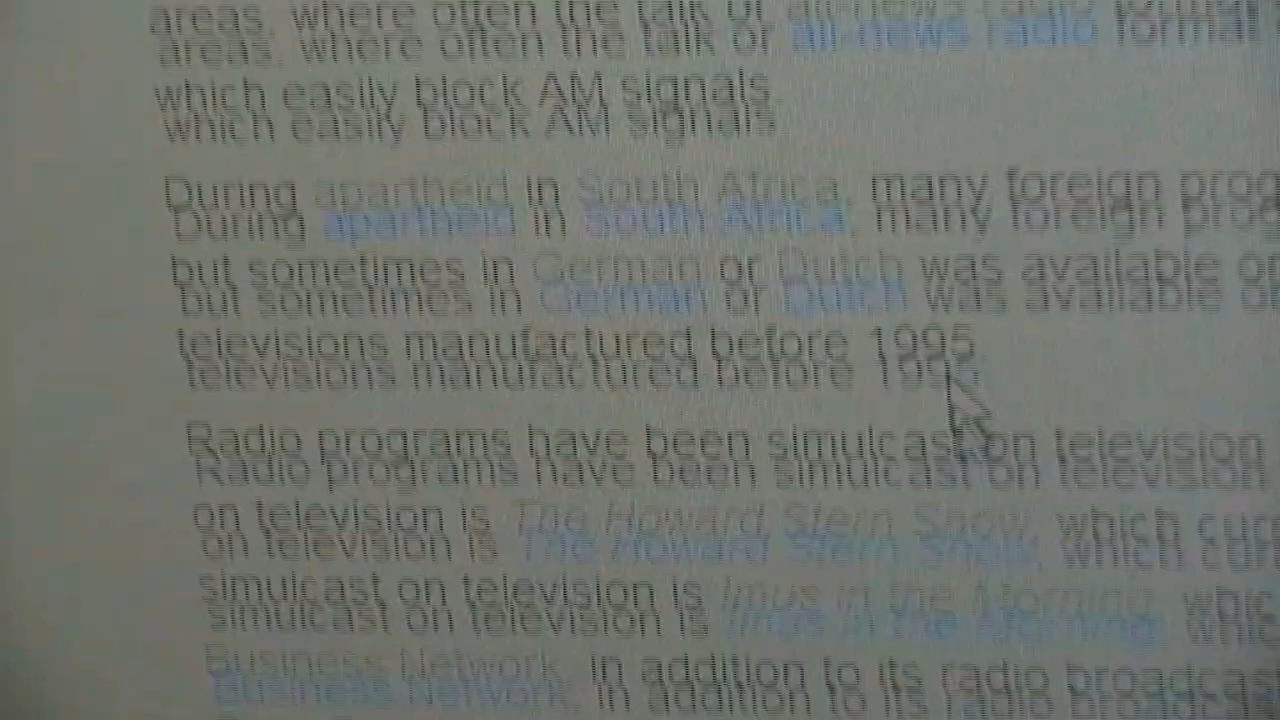 areas, where often the talk or all-news radio format
which easily block AM signals.
During apartheid in South Africa, many foreign prog
but sometimes in German or Dutch was available on
televisions manufactured before 1995.
Radio programs have been simulcast on television
on television is The Howard Stern Show, which curr
simulcast on television is Imus in the Morning, whic
Business Network. In addition to its radio broadcas